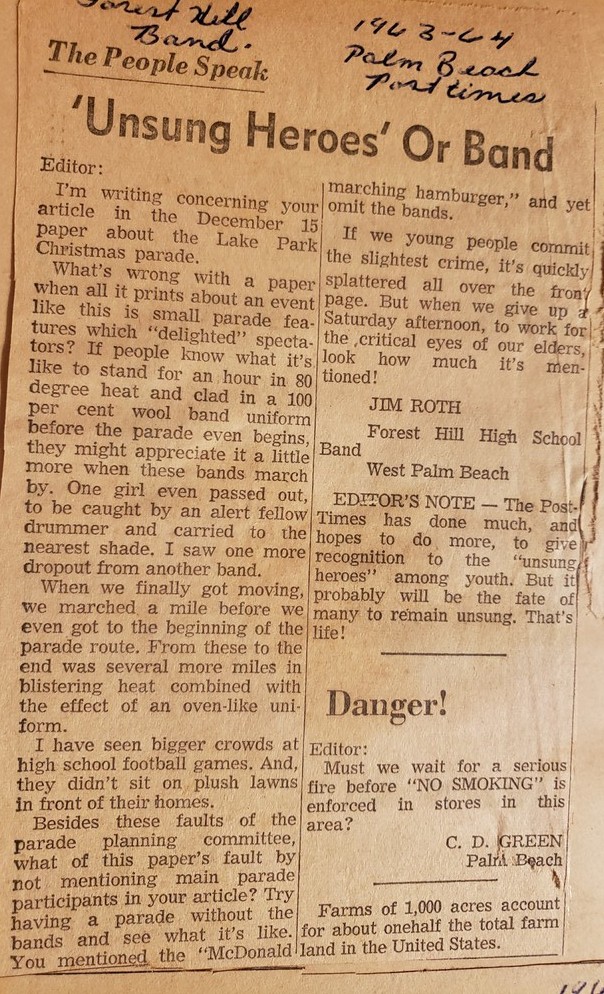 Forest Hill
Band.
1963-64
Palm Beach
Post times
The People Speak
'Unsung Heroes' Or Band
Editor:
I'm writing concerning your
article in the December 15
paper about the Lake Park
Christmas parade.
What's wrong with a paper
when all it prints about an event
like this is small parade fea-
tures which "delighted" specta-
tors? If people know what it's
like to stand for an hour in 80
degree heat and clad in a 100
per cent wool band uniform
before the parade even begins,
they might appreciate it a little
more when these bands march
by. One girl even passed out,
to be caught by an alert fellow
drummer and carried to the
nearest shade. I saw one more
dropout from another band.
When we finally got moving,
we marched a mile before we
even got to the beginning of the
parade route. From these to the
end was several more miles in
blistering heat combined with
the effect of an oven-like uni-
form.
I have seen bigger crowds at
high school football games. And,
they didn't sit on plush lawns
in front of their homes.
Besides these faults of the
parade planning committee,
what of this paper's fault by
not mentioning main parade
participants in your article? Try
having a parade without the
bands and see what it's like.
You mentioned the "McDonald
marching hamburger," and yet
omit the bands.
If we young people commit
the slightest crime, it's quickly
splattered all over the front
page. But when we give up a
Saturday afternoon, to work for
the critical eyes of our elders,
look how much it's men-
tioned!
JIM ROTH
Forest Hill High School
Band
West Palm Beach
EDITOR'S NOTE — The Post-
Times has done much, and
hopes to do more, to give
recognition to the "unsung
heroes" among youth. But it
probably will be the fate of
many to remain unsung. That's
life!
Danger!
Editor:
Must we wait for a serious
fire before "NO SMOKING" is
enforced in stores in this
area?
C. D. GREEN
Palm Beach
Farms of 1,000 acres account
for about onehalf the total farm
land in the United States.